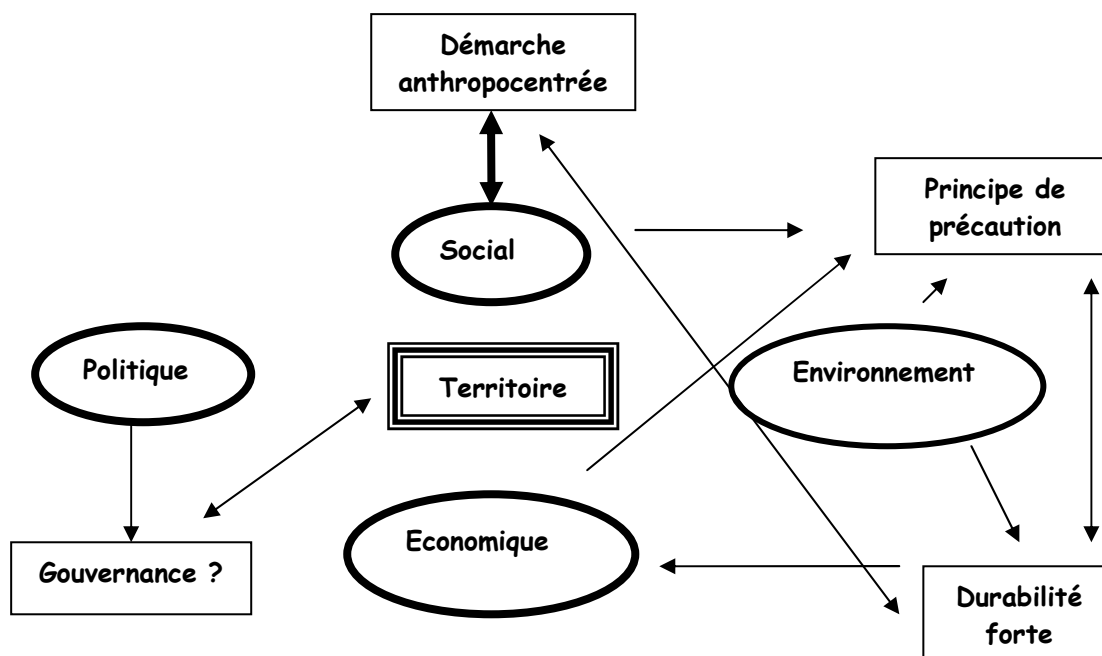 Démarche
anthropocentrée
Principe de
précaution
Social
Politique
Territoire
Environnement
Economique
Gouvernance ?
Durabilité
forte